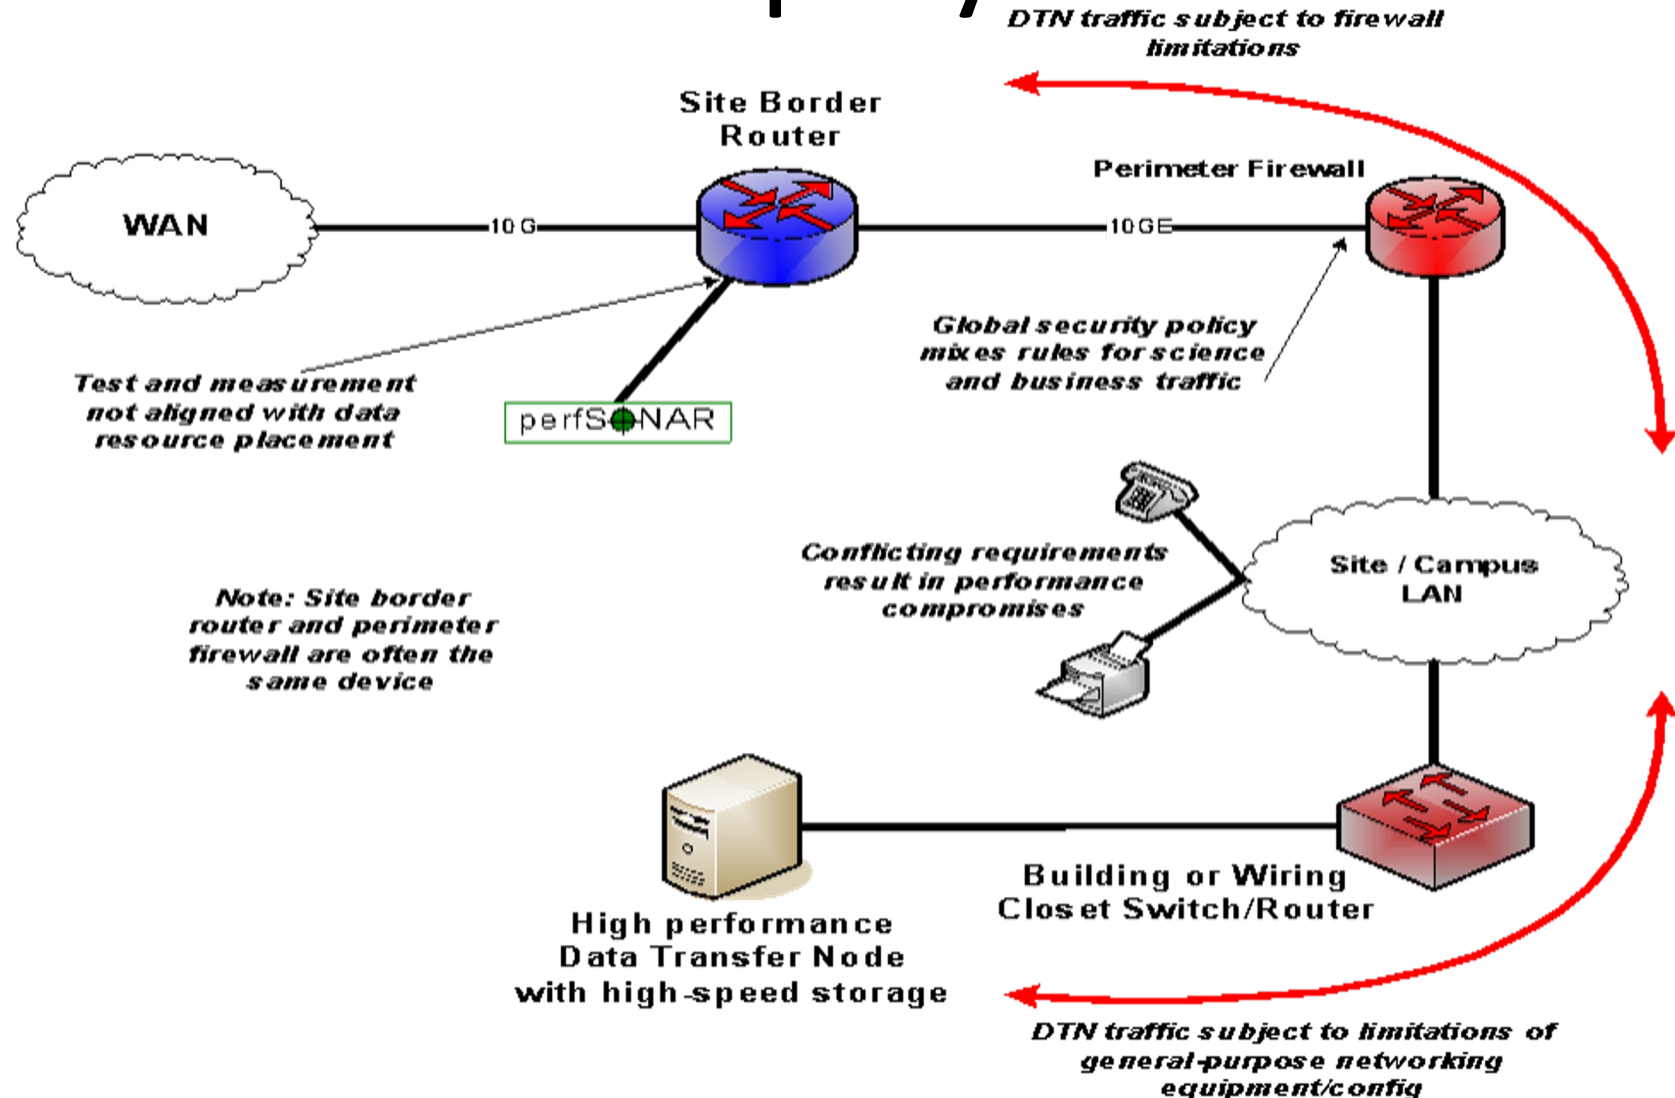 DTN traffic subject to firewall
limitations
Site Border
Router
Perimeter Firewall
WAN
10G
10GE
Global security policy
mixes rules for science
and business traffic
Test and measurement
not aligned with data
resource placement
perfSONAR
Conflicting requirements
result in performance
compromises
Site / Campus
LAN
Note: Site border
router and perimeter
firewall are often the
same device
Building or Wiring
Closet Switch/Router
High performance
Data Transfer Node
with high-speed storage
DTN traffic subject to limitations of
general-purpose networking
equipment/config